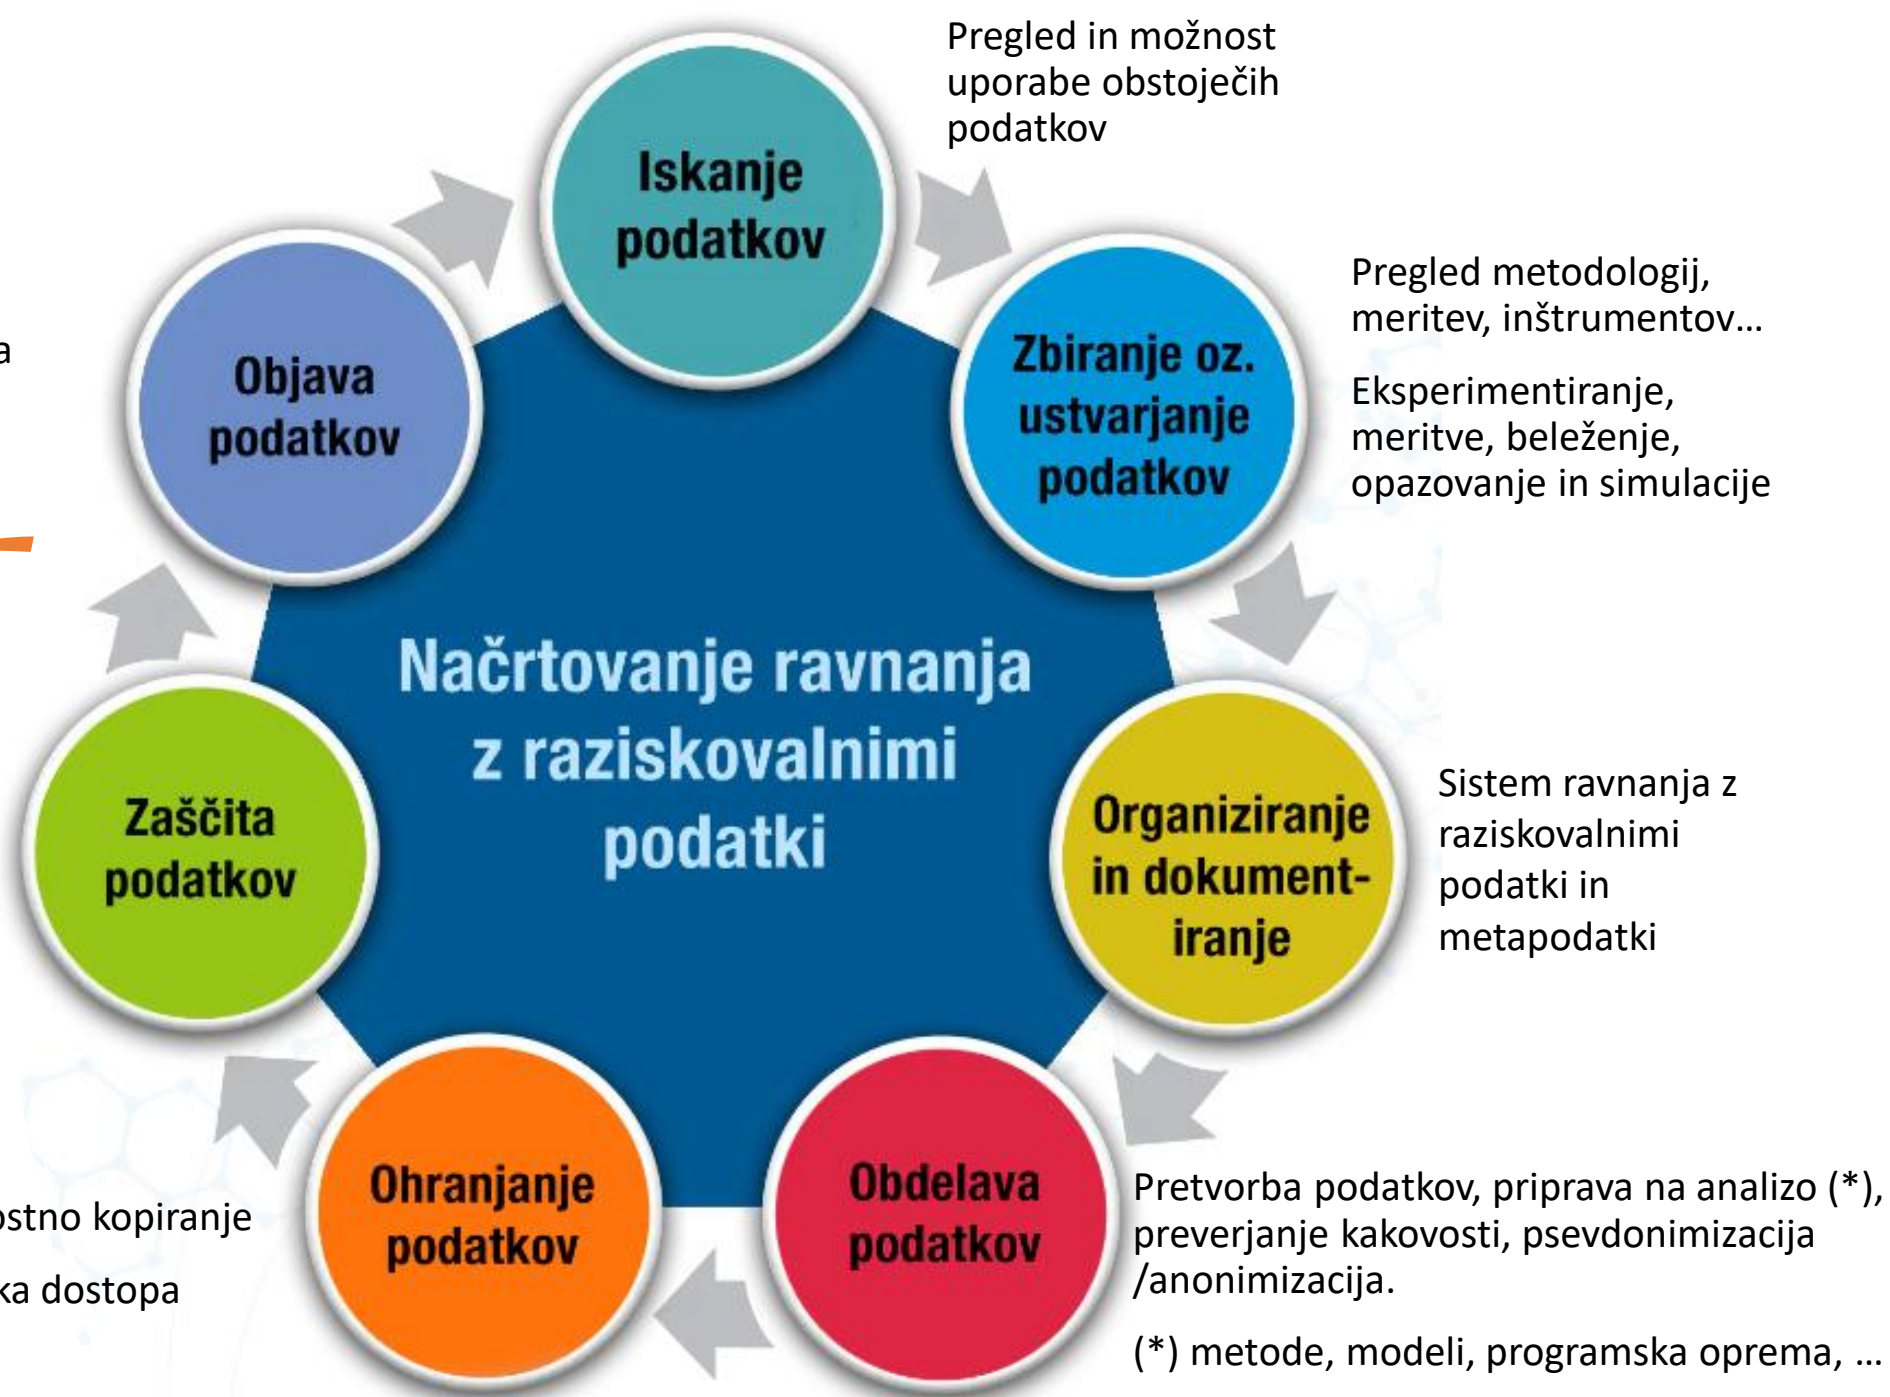 Pregled in možnost
uporabe obstoječih
podatkov
Iskanje
podatkov
Pregled metodologij,
meritev, inštrumentov…
Eksperimentiranje,
meritve, beleženje,
opazovanje in simulacije
Zbiranje oz.
ustvarjanje
podatkov
Objava
podatkov
Načrtovanje ravnanja
z raziskovalnimi
podatki
Sistem ravnanja z
raziskovalnimi
podatki in
metapodatki
Organiziranje
in dokument-
iranje
Zaščita
podatkov
Obdelava
podatkov
Pretvorba podatkov, priprava na analizo (*),
preverjanje kakovosti, psevdonimizacija
/anonimizacija.
(*) metode, modeli, programska oprema, …
Ohranjanje
podatkov
kopiranje
dostopa